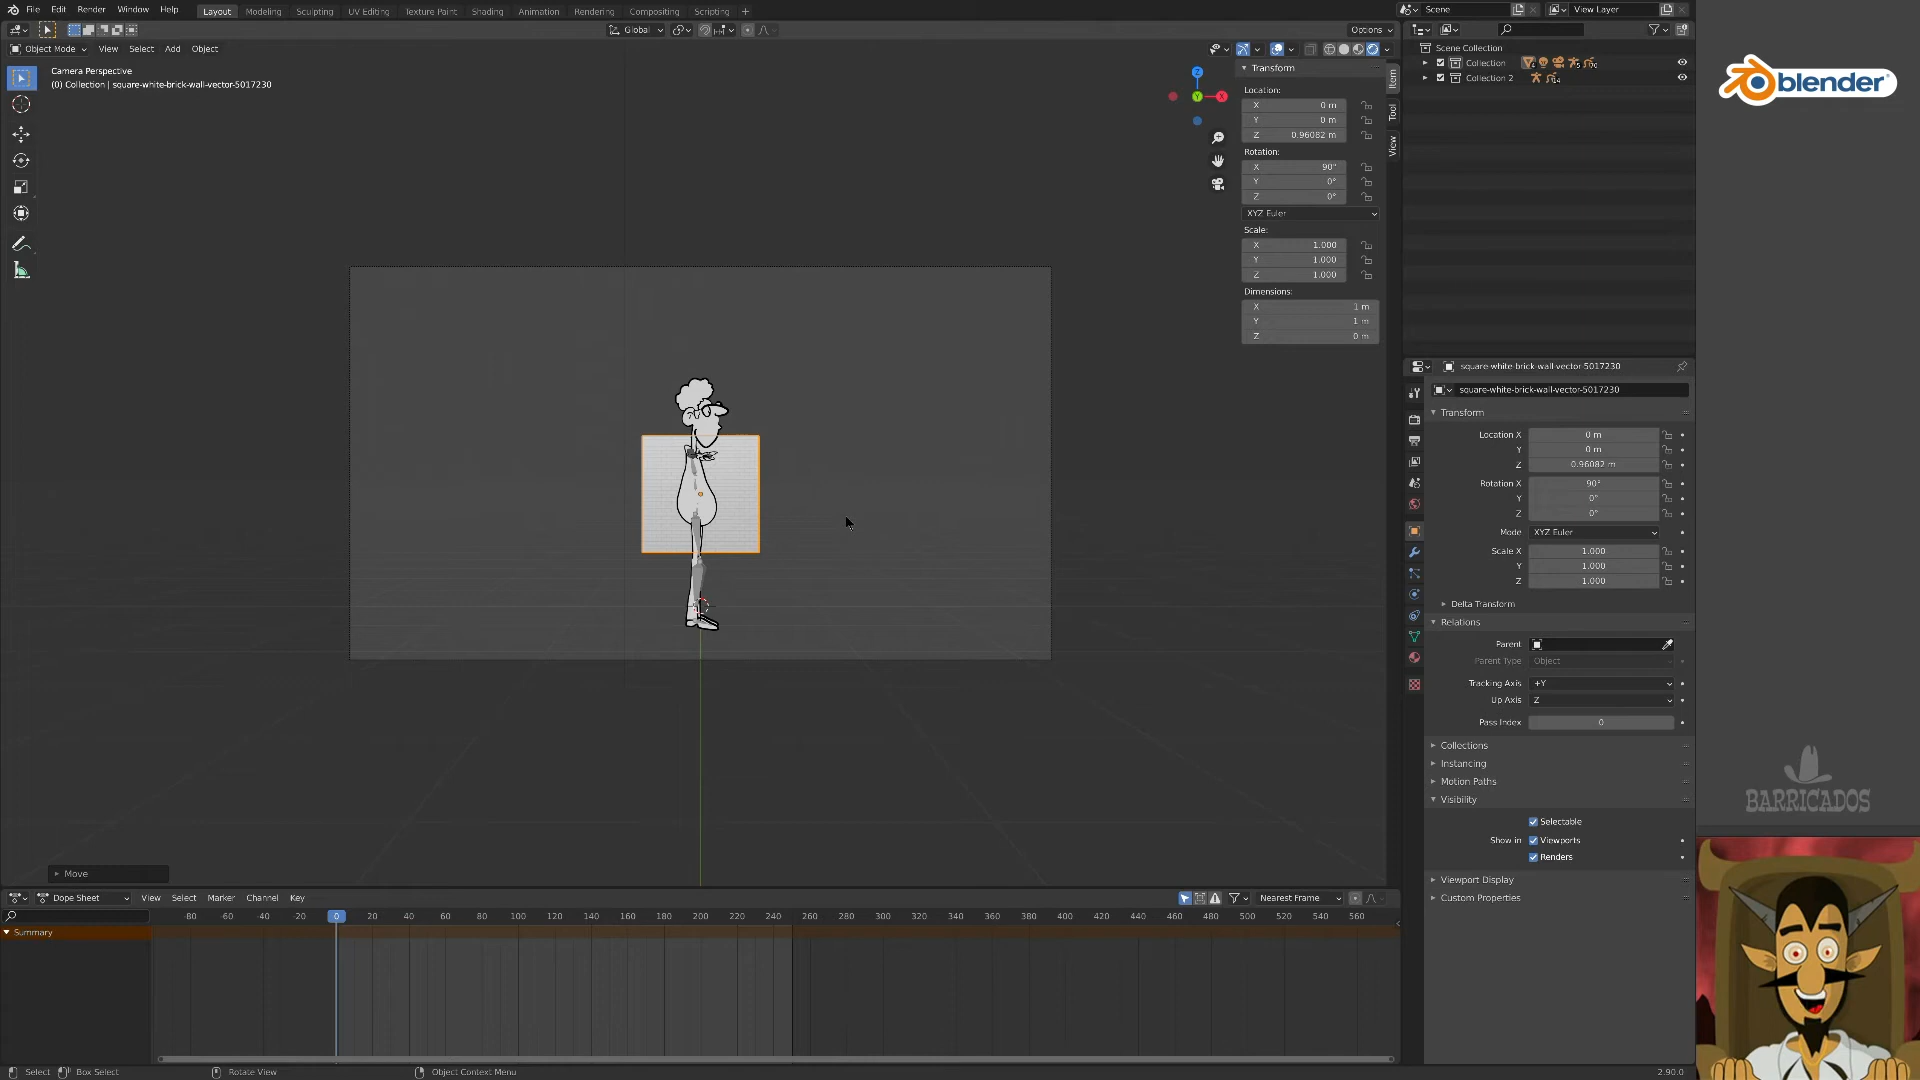 File Edit Render Window Help Layout Modeling Sculpting UV Editing Texture Paint Shading Animation Rendering Compositing Scripting + Scene View Layer
Global Options
Object Mode View Select Add Object
Camera Perspective
(0) Collection | square-white-brick-wall-vector-5017230
Z
Y
X
Transform
Location:
X 0 m
Y 0 m
Z 0.96082 m
Rotation:
X 90°
Y 0°
Z 0°
XYZ Euler
Scale:
X 1.000
Y 1.000
Z 1.000
Dimensions:
X 1 m
Y 1 m
Z 0 m
Item
Tool
View
Scene Collection
Collection
Collection 2
square-white-brick-wall-vector-5017230
square-white-brick-wall-vector-5017230
Transform
Location X 0 m
Y 0 m
Z 0.96082 m
Rotation X 90°
Y 0°
Z 0°
Mode XYZ Euler
Scale X 1.000
Y 1.000
Z 1.000
Delta Transform
Relations
Parent
Parent Type Object
Tracking Axis +Y
Up Axis Z
Pass Index 0
Collections
Instancing
Motion Paths
Visibility
Selectable
Show in Viewports
Renders
Viewport Display
Custom Properties
blender®
BARRICADOS
Move
Dope Sheet View Select Marker Channel Key Nearest Frame
-80 -60 -40 -20 0 20 40 60 80 100 120 140 160 180 200 220 240 260 280 300 320 340 360 380 400 420 440 460 480 500 520 540 560
Summary
Select Box Select Rotate View Object Context Menu 2.90.0